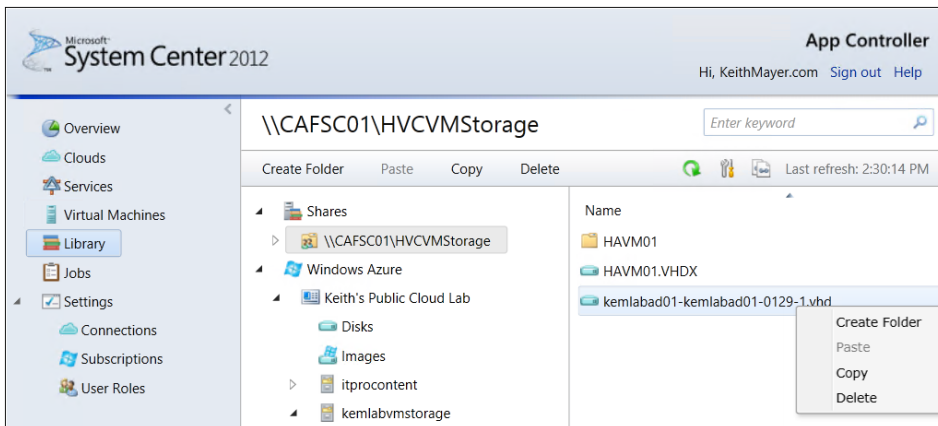 Microsoft
System Center 2012
App Controller
Hi, KeithMayer.com Sign out Help
Overview
Clouds
Services
Virtual Machines
Library
Jobs
Settings
Connections
Subscriptions
User Roles
\\CAFSC01\HVCVMStorage
Enter keyword
Create Folder Paste Copy Delete
Last refresh: 2:30:14 PM
Shares
\\CAFSC01\HVCVMStorage
Windows Azure
Keith's Public Cloud Lab
Disks
Images
itprocontent
kemlabvmstorage
Name
HAVM01
HAVM01.VHDX
kemlabad01-kemlabad01-0129-1.vhd
Create Folder
Paste
Copy
Delete